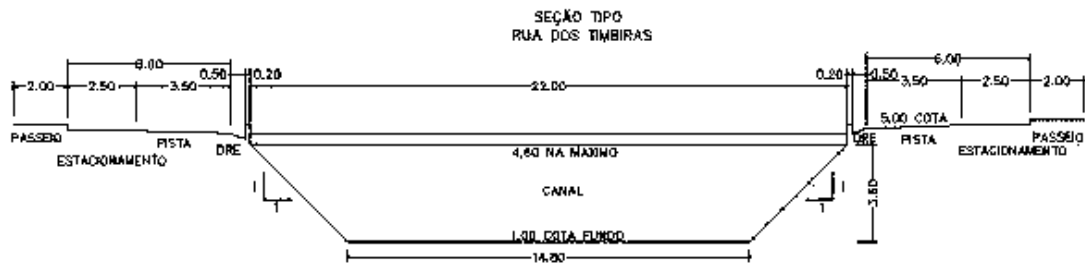 SEÇÃO TIPO
RUA DOS TIMBIRAS
6.00 6.00
0.50 0.20 0.20 0.50
2.00 2.50 3.50 22.00 3.50 2.50 2.00
5,00 COTA
PASSEIO PISTA DRE DRE PISTA PASSEIO
ESTACIONAMENTO 4,60 NA MAXIMO ESTACIONAMENTO
1 CANAL 1
1 1
3.60
1,00 COTA FUNDO
14.80